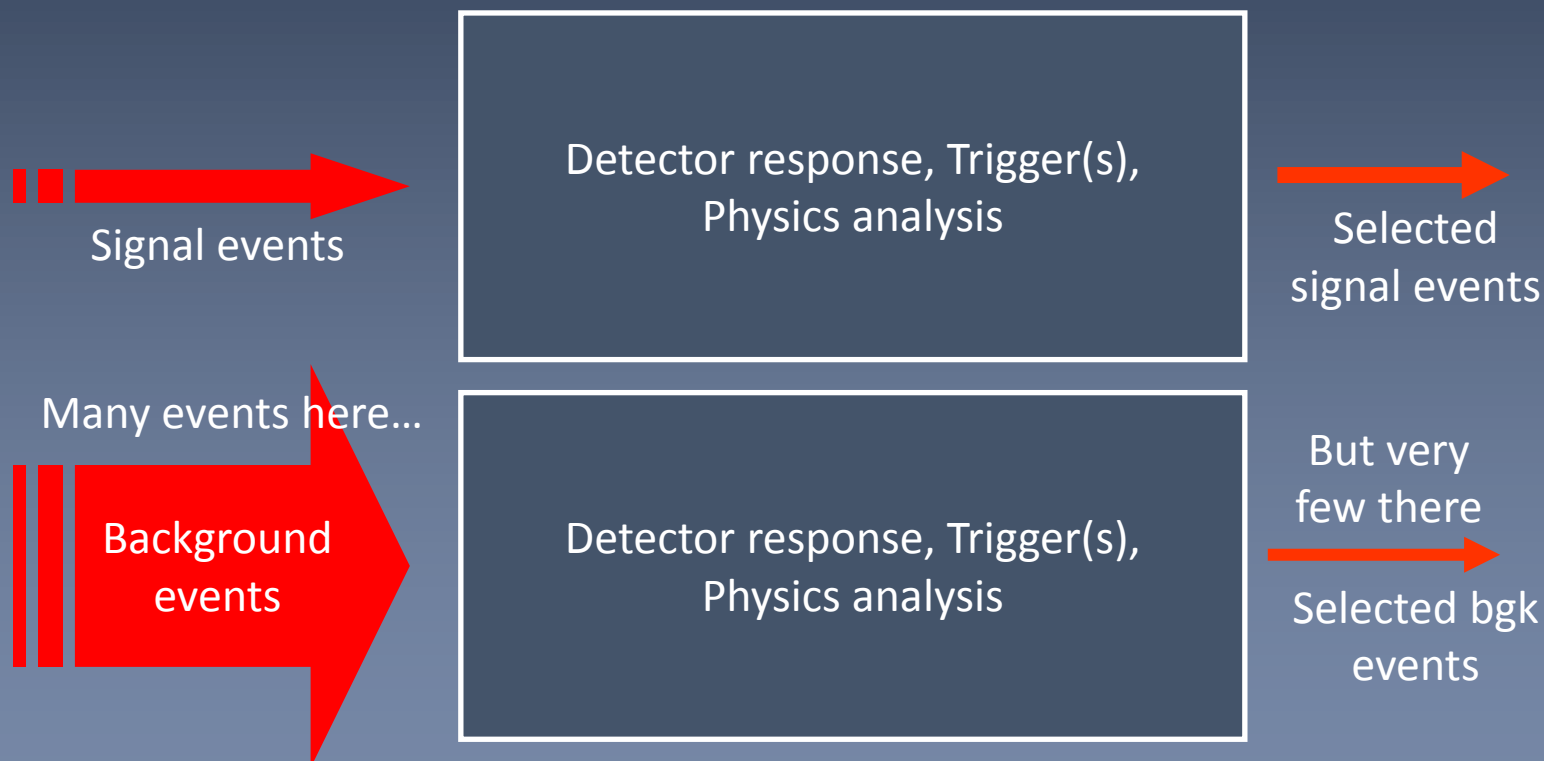 Detector response, Trigger(s),
Physics analysis
Signal events
Selected
signal events
Many events here…
Background
events
Detector response, Trigger(s),
Physics analysis
But very
few there
Selected bgk
events